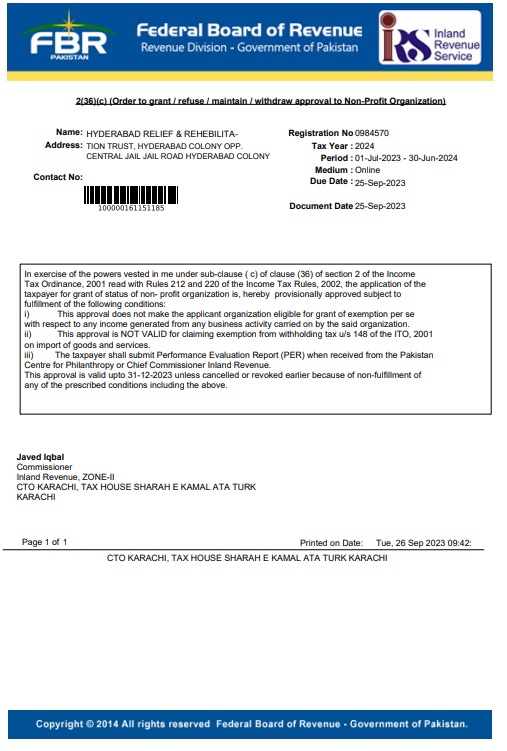 FBR
PAKISTAN
Federal Board of Revenue
Revenue Division - Government of Pakistan
IRS
Inland
Revenue
Service
2(36)(c) (Order to grant / refuse / maintain / withdraw approval to Non-Profit Organization)
Name: HYDERABAD RELIEF & REHEBILITA-
Address: TION TRUST, HYDERABAD COLONY OPP.
CENTRAL JAIL JAIL ROAD HYDERABAD COLONY
Contact No:
100000161151185
Registration No 0984570
Tax Year : 2024
Period : 01-Jul-2023 - 30-Jun-2024
Medium : Online
Due Date : 25-Sep-2023
Document Date 25-Sep-2023
In exercise of the powers vested in me under sub-clause ( c) of clause (36) of section 2 of the Income
Tax Ordinance, 2001 read with Rules 212 and 220 of the Income Tax Rules, 2002, the application of the
taxpayer for grant of status of non- profit organization is, hereby provisionally approved subject to
fulfillment of the following conditions:
i) This approval does not make the applicant organization eligible for grant of exemption per se
with respect to any income generated from any business activity carried on by the said organization.
ii) This approval is NOT VALID for claiming exemption from withholding tax u/s 148 of the ITO, 2001
on import of goods and services.
iii) The taxpayer shall submit Performance Evaluation Report (PER) when received from the Pakistan
Centre for Philanthropy or Chief Commissioner Inland Revenue.
This approval is valid upto 31-12-2023 unless cancelled or revoked earlier because of non-fulfillment of
any of the prescribed conditions including the above.
Javed Iqbal
Commissioner
Inland Revenue, ZONE-II
CTO KARACHI, TAX HOUSE SHARAH E KAMAL ATA TURK
KARACHI
Page 1 of 1
Printed on Date: Tue, 26 Sep 2023 09:42:
CTO KARACHI, TAX HOUSE SHARAH E KAMAL ATA TURK KARACHI
Copyright © 2014 All rights reserved Federal Board of Revenue - Government of Pakistan.